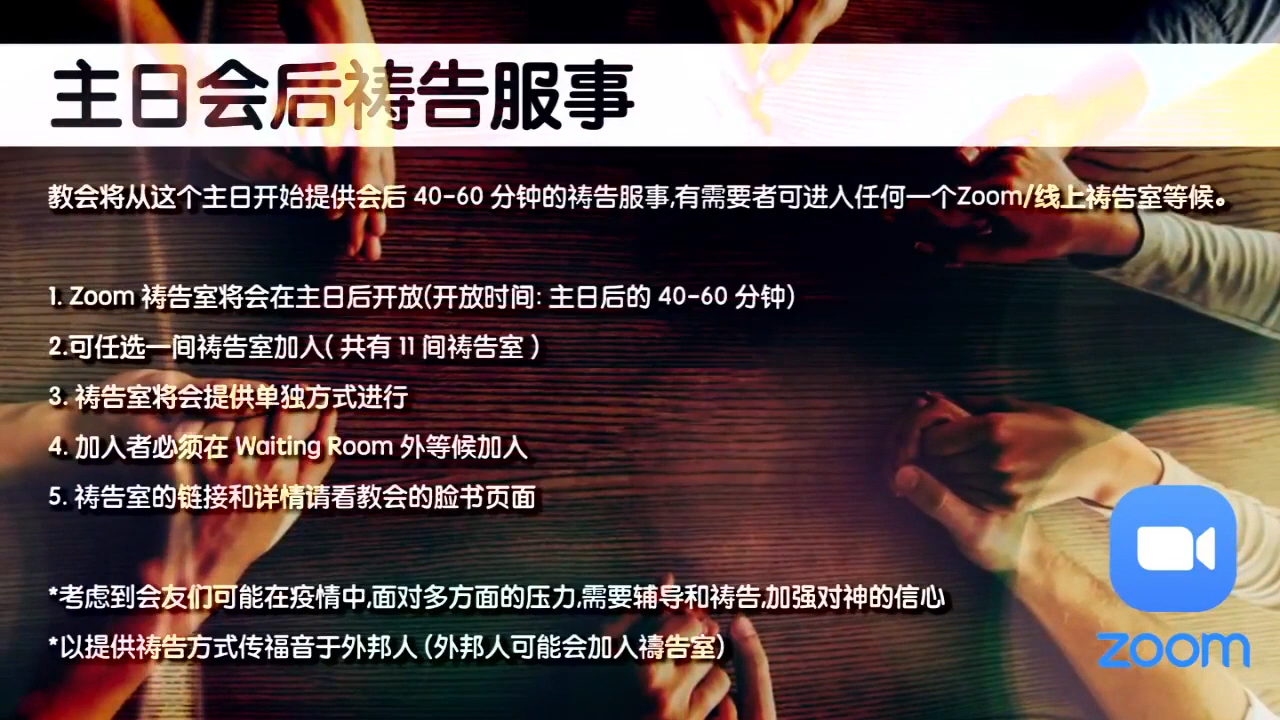 主日会后祷告服事
教会将从这个主日开始提供会后 40-60 分钟的祷告服事,有需要者可进入任何一个Zoom/线上祷告室等候。
1. Zoom 祷告室将会在主日后开放(开放时间: 主日后的 40-60 分钟)
2.可任选一间祷告室加入( 共有 11 间祷告室 )
3. 祷告室将会提供单独方式进行
4. 加入者必须在 Waiting Room 外等候加入
5. 祷告室的链接和详情请看教会的脸书页面
*考虑到会友们可能在疫情中,面对多方面的压力,需要辅导和祷告,加强对神的信心
*以提供祷告方式传福音于外邦人 (外邦人可能会加入禱告室)
zoom